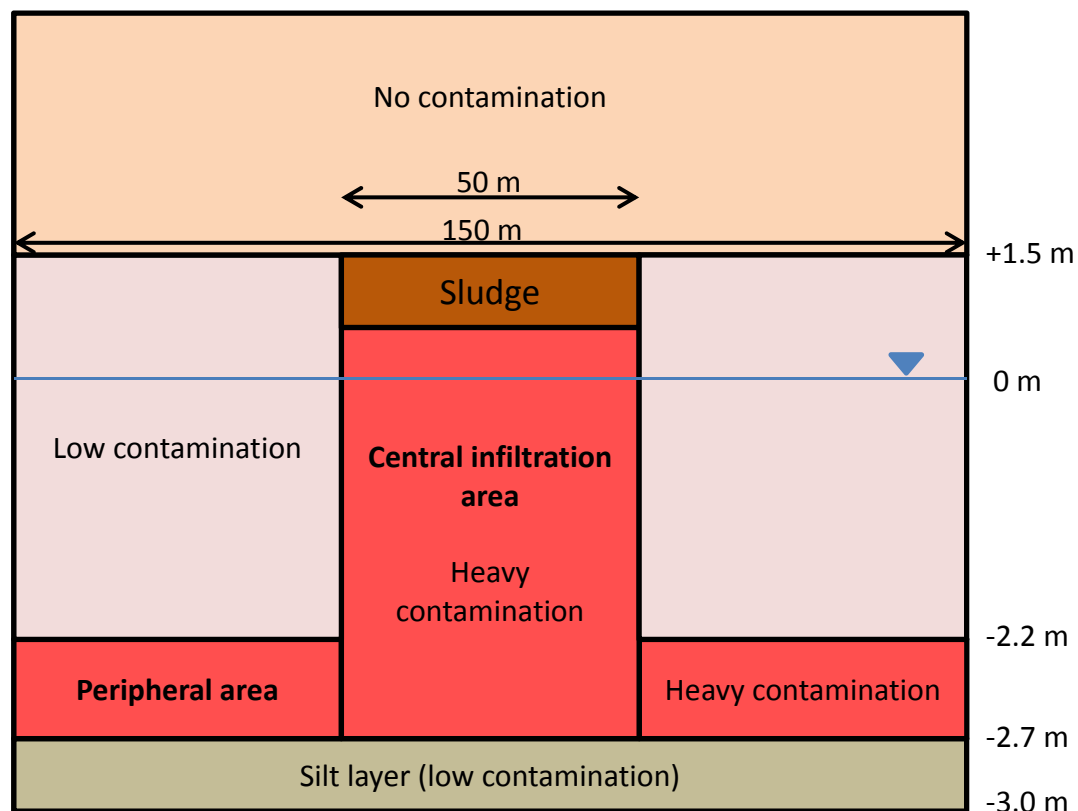 No contamination
50 m
150 m
+1.5 m
Sludge
0 m
Low contamination
Central infiltration
area
Heavy
contamination
-2.2 m
Peripheral area
Heavy contamination
-2.7 m
Silt layer (low contamination)
-3.0 m